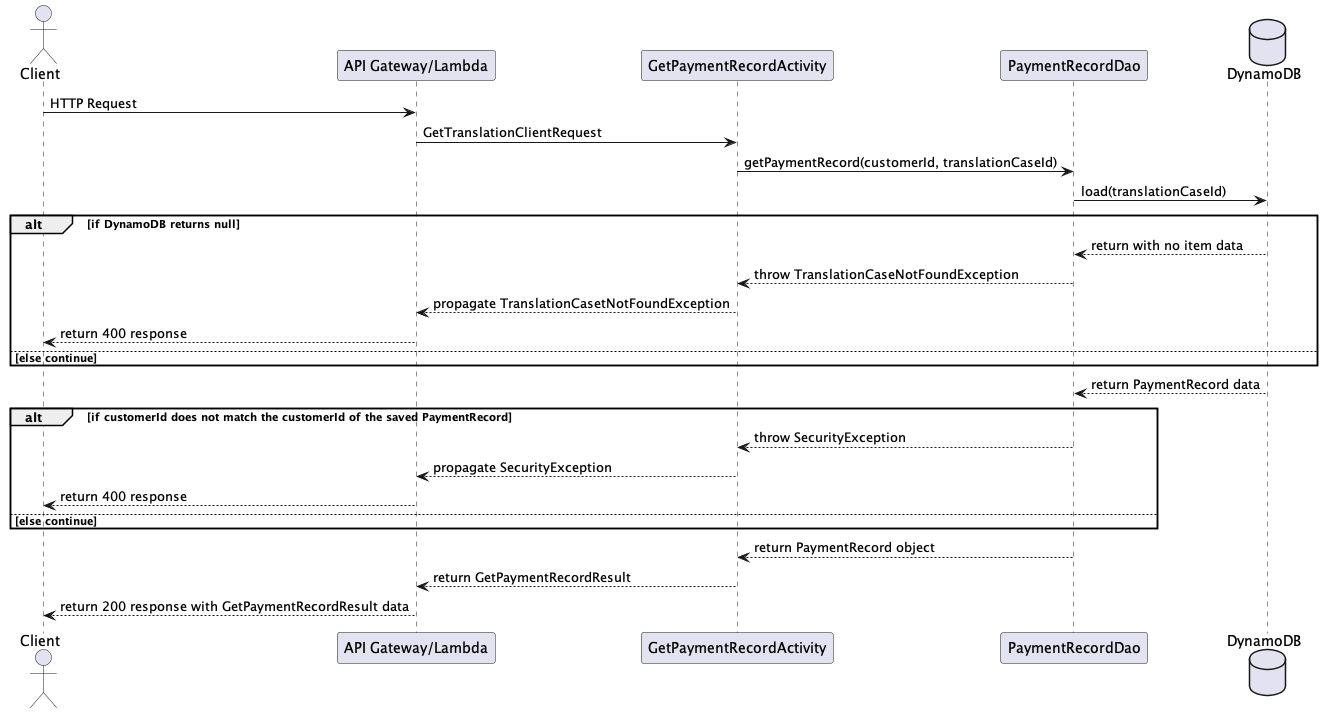 Client
API Gateway/Lambda
GetPaymentRecordActivity
PaymentRecordDao
DynamoDB
HTTP Request
GetTranslationClientRequest
getPaymentRecord(customerId, translationCaseId)
load(translationCaseId)
alt [if DynamoDB returns null]
return with no item data
throw TranslationCaseNotFoundException
propagate TranslationCasetNotFoundException
return 400 response
[else continue]
return PaymentRecord data
alt [if customerId does not match the customerId of the saved PaymentRecord]
throw SecurityException
propagate SecurityException
return 400 response
[else continue]
return PaymentRecord object
return GetPaymentRecordResult
return 200 response with GetPaymentRecordResult data
Client
API Gateway/Lambda
GetPaymentRecordActivity
PaymentRecordDao
DynamoDB